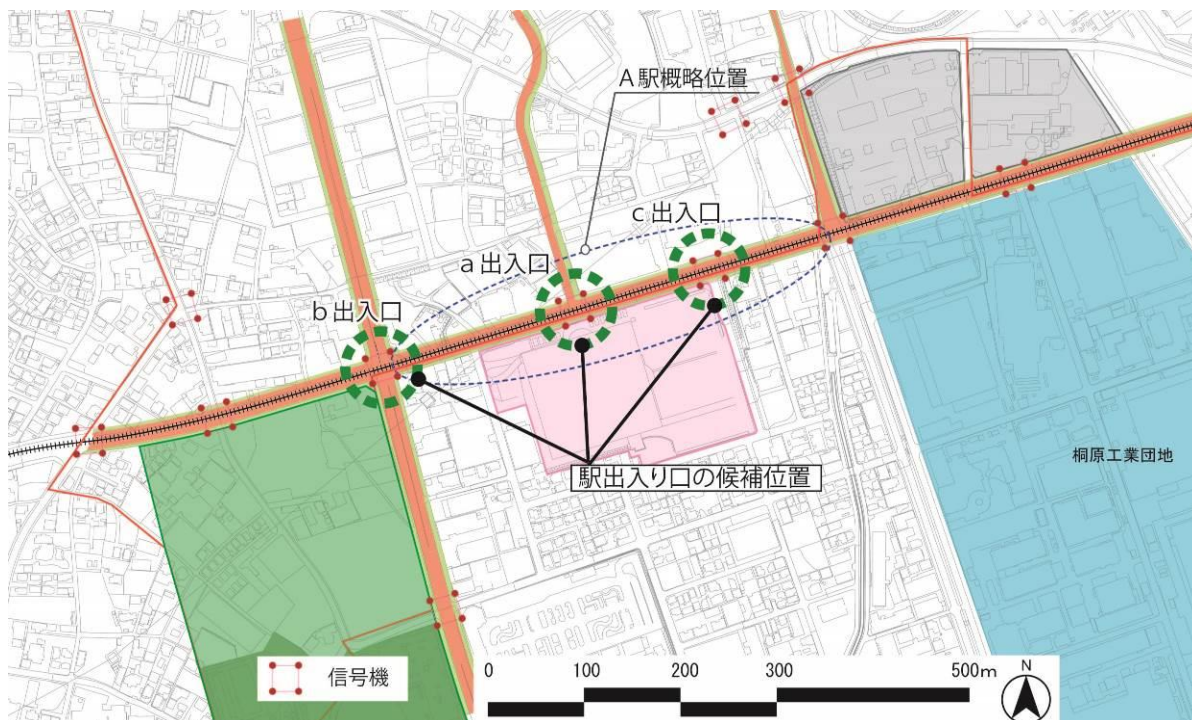 A駅概略位置
c出入口
a出入口
b出入口
駅出入り口の候補位置
桐原工業団地
信号機
0 100 200 300 500m
N